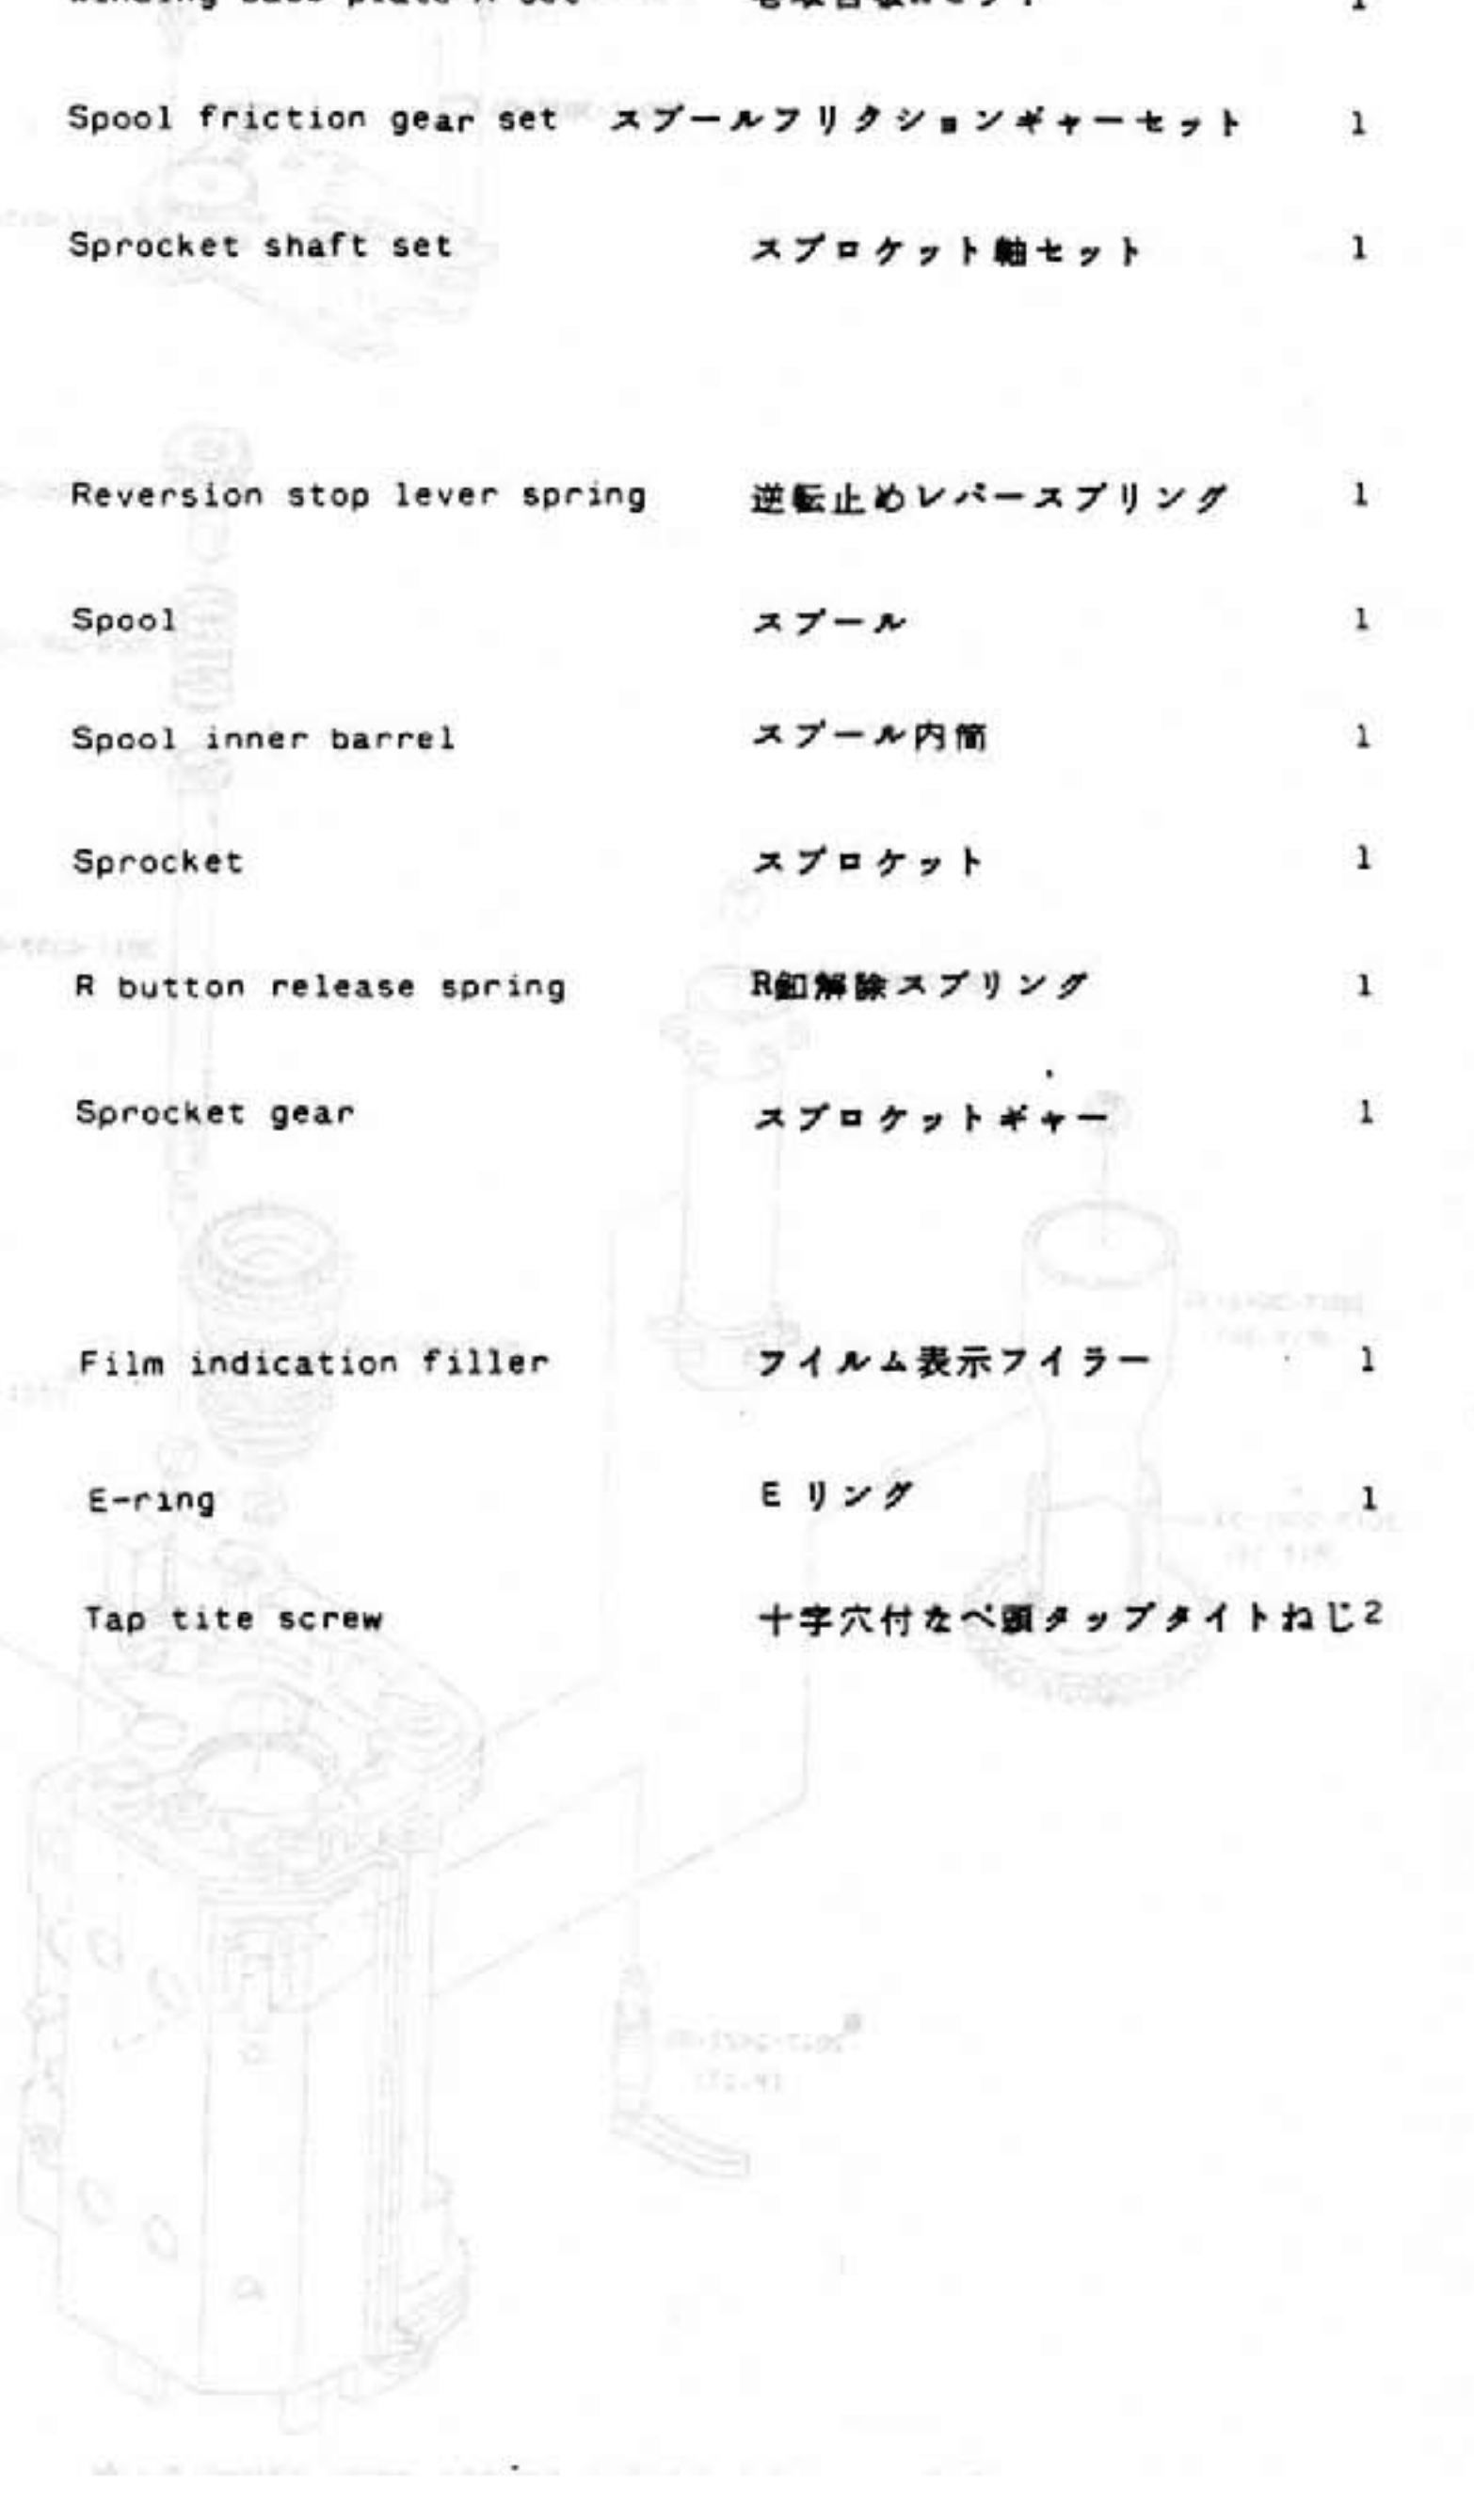 Spool friction gear set スプールフリクションギャーセット 1
Sprocket shaft set スプロケット軸セット 1
Reversion stop lever spring 逆転止めレバースプリング 1
Spool スプール 1
Spool inner barrel スプール内筒 1
Sprocket スプロケット 1
R button release spring R釦解除スプリング 1
Sprocket gear スプロケットギャー 1
Film indication filler フイルム表示フイラー 1
E-ring E リング 1
Tap tite screw 十字穴付なべ頭タップタイトねじ 2